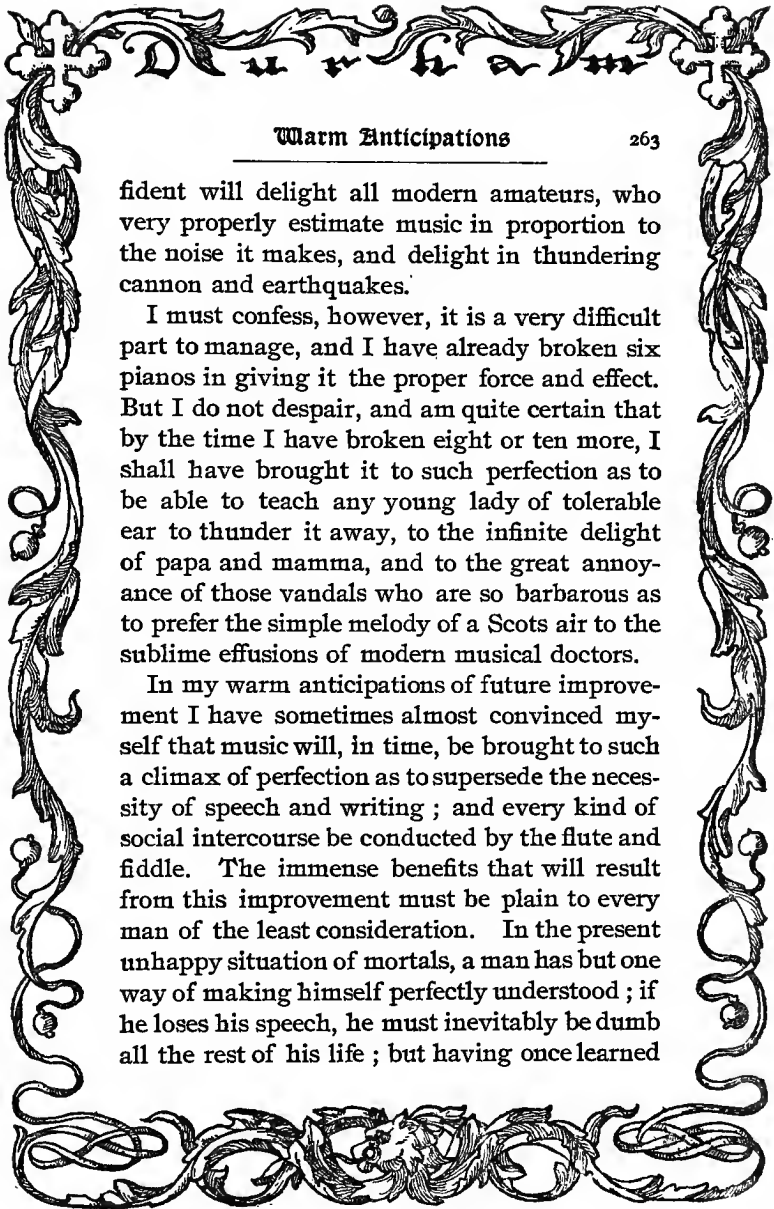 Durham
Warm Anticipations 263
fident will delight all modern amateurs, who
very properly estimate music in proportion to
the noise it makes, and delight in thundering
cannon and earthquakes.
I must confess, however, it is a very difficult
part to manage, and I have already broken six
pianos in giving it the proper force and effect.
But I do not despair, and am quite certain that
by the time I have broken eight or ten more, I
shall have brought it to such perfection as to
be able to teach any young lady of tolerable
ear to thunder it away, to the infinite delight
of papa and mamma, and to the great annoy-
ance of those vandals who are so barbarous as
to prefer the simple melody of a Scots air to the
sublime effusions of modern musical doctors.
In my warm anticipations of future improve-
ment I have sometimes almost convinced my-
self that music will, in time, be brought to such
a climax of perfection as to supersede the neces-
sity of speech and writing ; and every kind of
social intercourse be conducted by the flute and
fiddle. The immense benefits that will result
from this improvement must be plain to every
man of the least consideration. In the present
unhappy situation of mortals, a man has but one
way of making himself perfectly understood ; if
he loses his speech, he must inevitably be dumb
all the rest of his life ; but having once learned